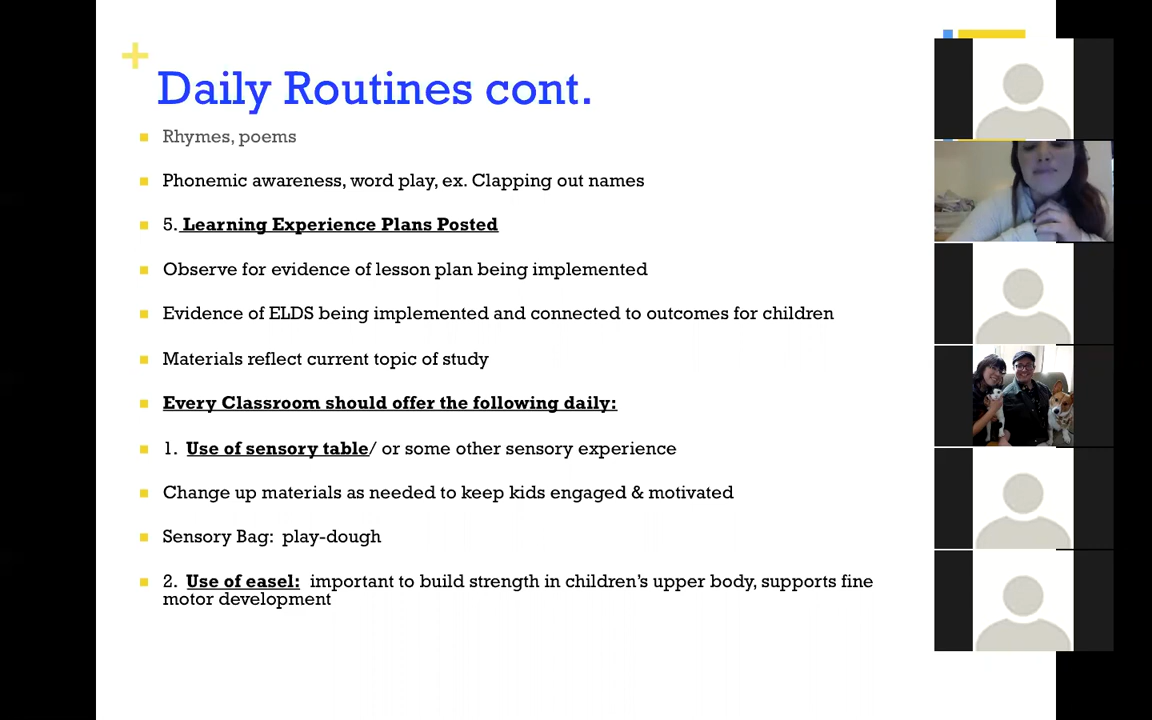 Daily Routines cont.
Rhymes, poems
Phonemic awareness, word play, ex. Clapping out names
5. Learning Experience Plans Posted
Observe for evidence of lesson plan being implemented
Evidence of ELDS being implemented and connected to outcomes for children
Materials reflect current topic of study
Every Classroom should offer the following daily:
1. Use of sensory table/ or some other sensory experience
Change up materials as needed to keep kids engaged & motivated
Sensory Bag: play-dough
2. Use of easel: important to build strength in children’s upper body, supports fine
motor development